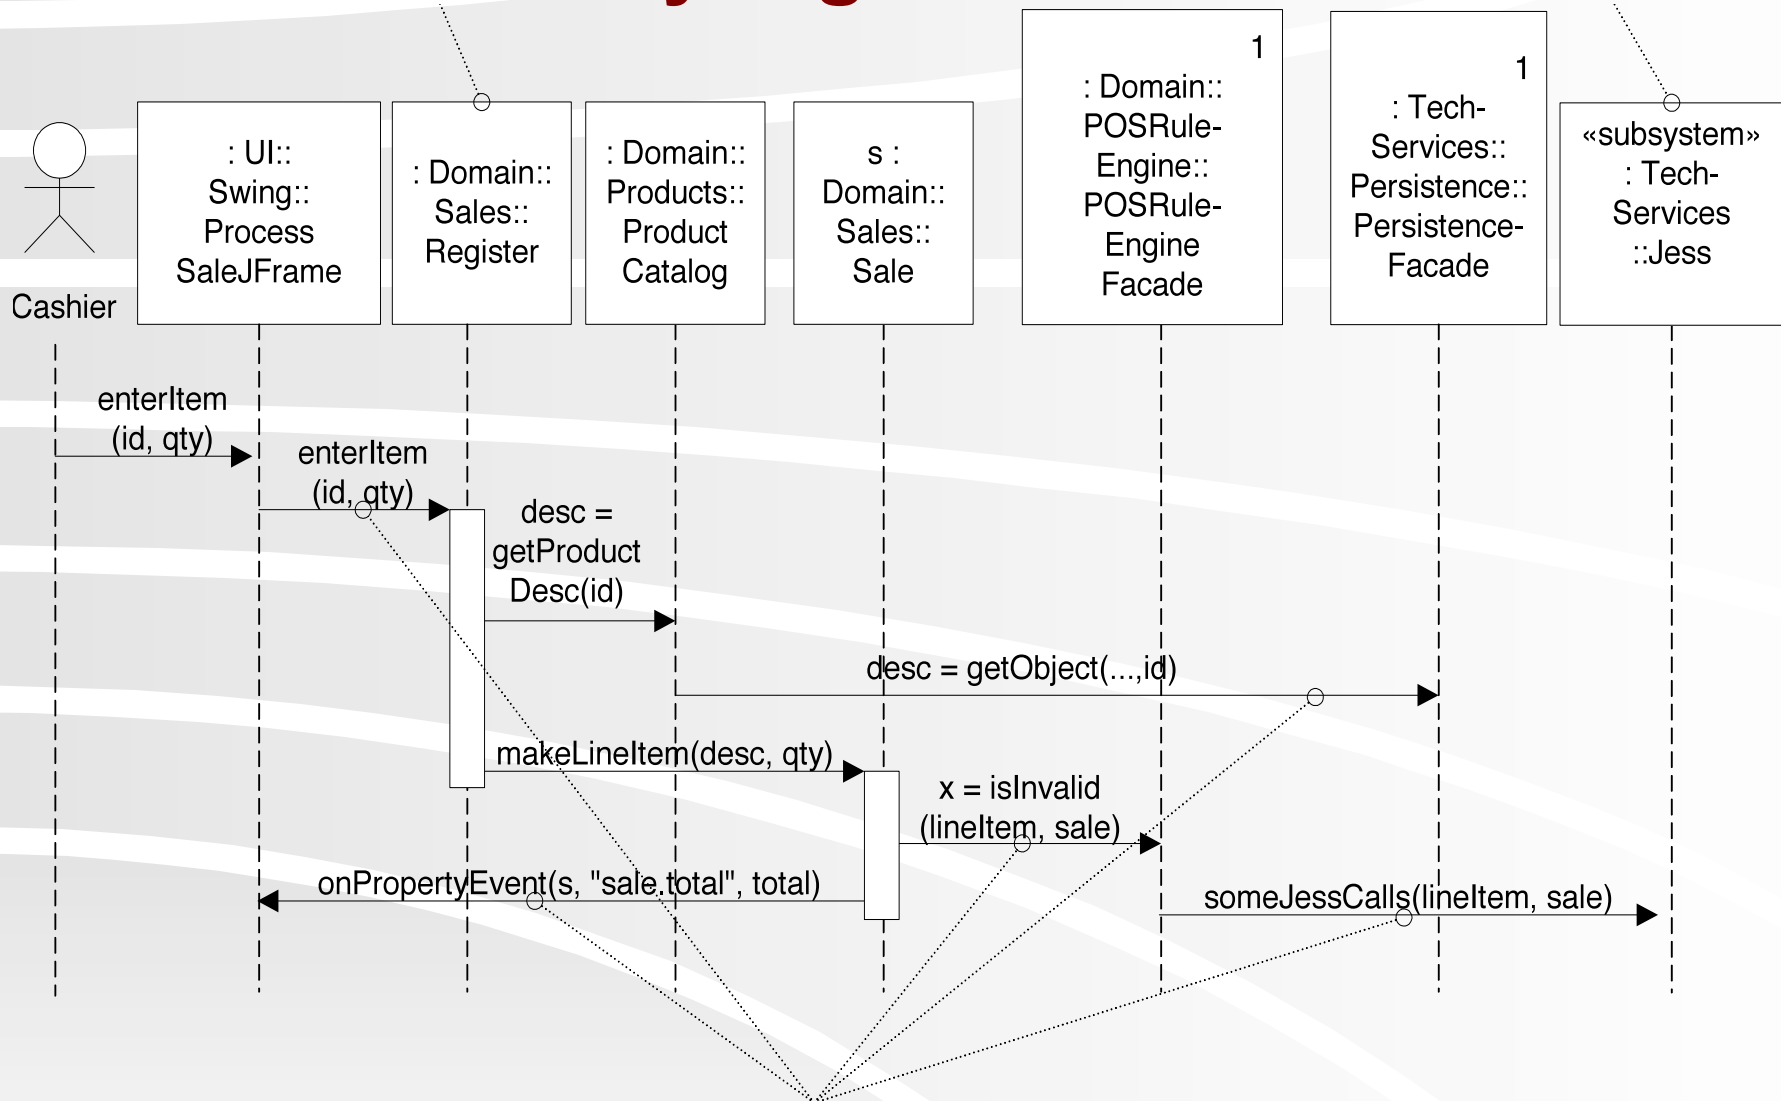 1
: Domain::
POSRule-
Engine::
POSRule-
Engine
Facade
1
: Tech-
Services::
Persistence::
Persistence-
Facade
«subsystem»
: Tech-
Services
::Jess
: UI::
Swing::
Process
SaleJFrame
: Domain::
Sales::
Register
: Domain::
Products::
Product
Catalog
s :
Domain::
Sales::
Sale
Cashier
enterItem
(id, qty)
enterItem
(id, qty)
desc =
getProduct
Desc(id)
desc = getObject(...,id)
makeLineItem(desc, qty)
x = isInvalid
(lineItem, sale)
onPropertyEvent(s, "sale.total", total)
someJessCalls(lineItem, sale)